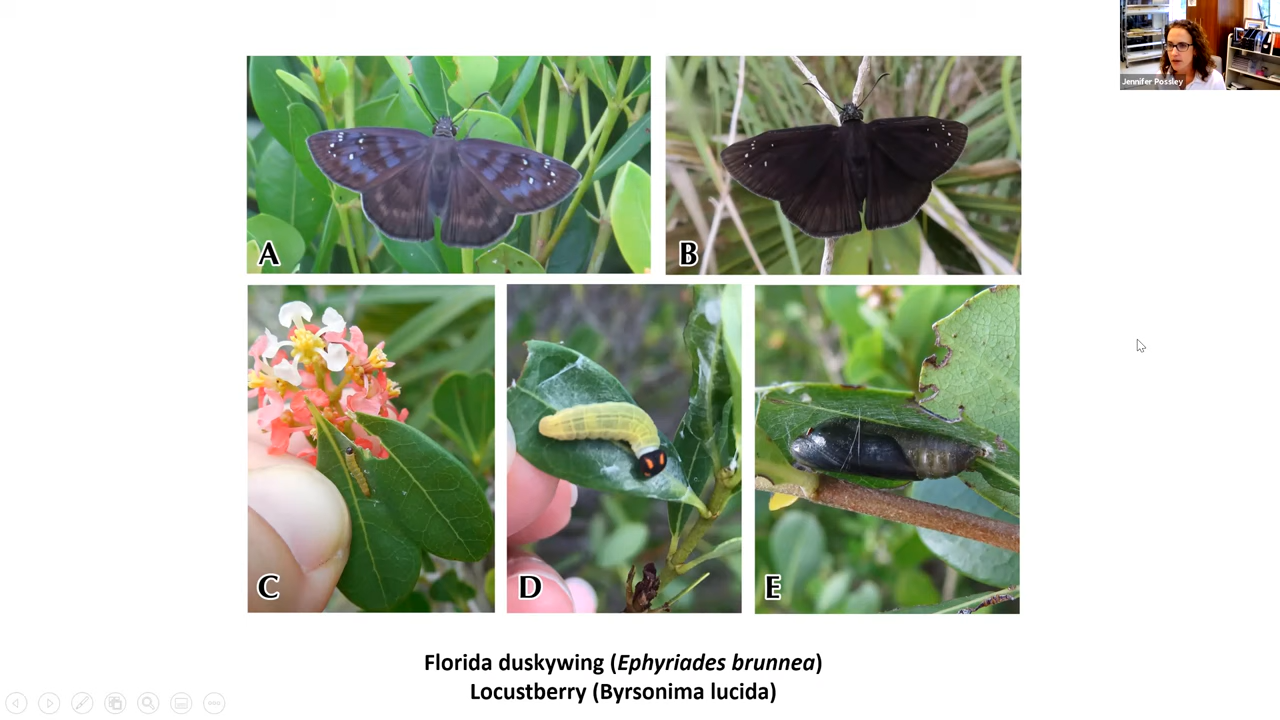 Jennifer Possley
A
B
C
D
E
Florida duskywing (Ephyriades brunnea)
Locustberry (Byrsonima lucida)